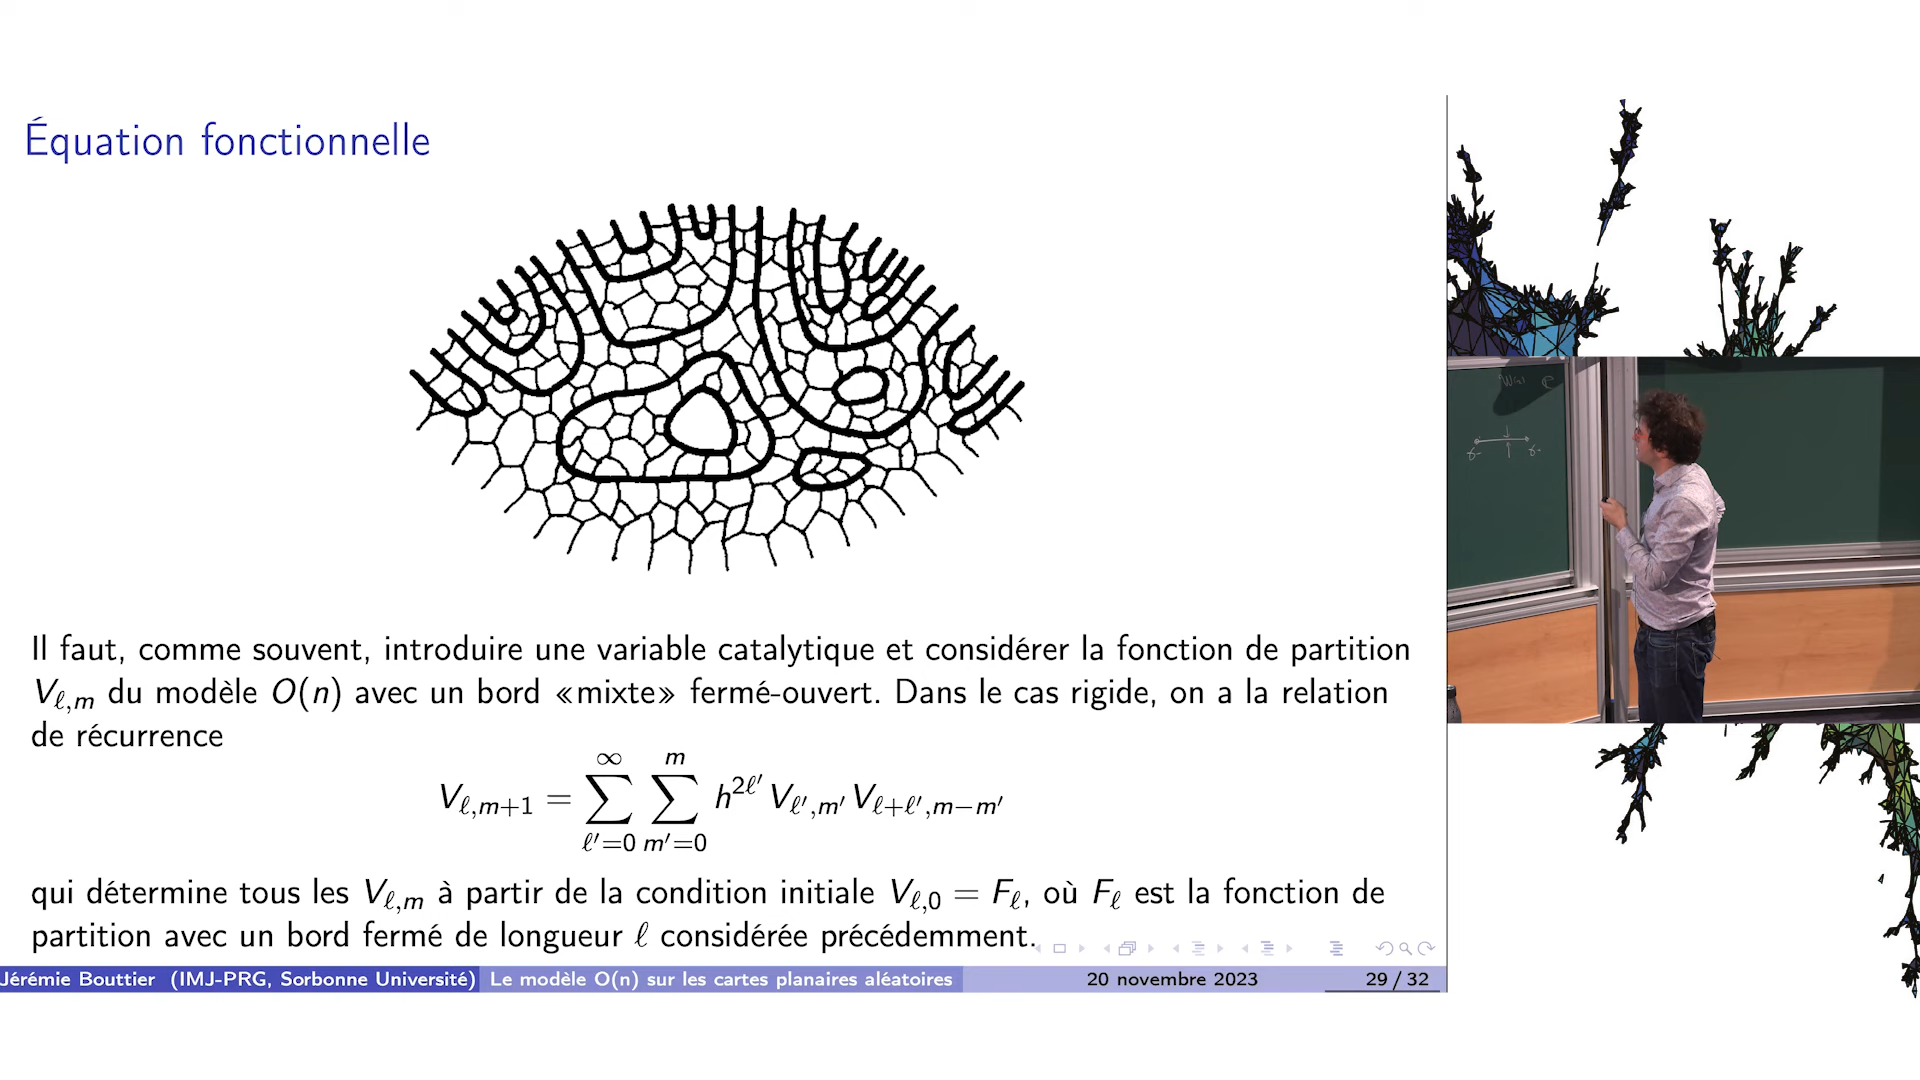 Équation fonctionnelle
Il faut, comme souvent, introduire une variable catalytique et considérer la fonction de partition
V_{ℓ,m} du modèle O(n) avec un bord «mixte» fermé-ouvert. Dans le cas rigide, on a la relation
de récurrence
V_{ℓ,m+1} = \sum_{ℓ'=0}^{∞} \sum_{m'=0}^{m} h^{2ℓ'} V_{ℓ',m'} V_{ℓ+ℓ',m−m'}
qui détermine tous les V_{ℓ,m} à partir de la condition initiale V_{ℓ,0} = F_ℓ, où F_ℓ est la fonction de
partition avec un bord fermé de longueur ℓ considérée précédemment.
Jérémie Bouttier (IMJ-PRG, Sorbonne Université) Le modèle O(n) sur les cartes planaires aléatoires 20 novembre 2023 29 / 32